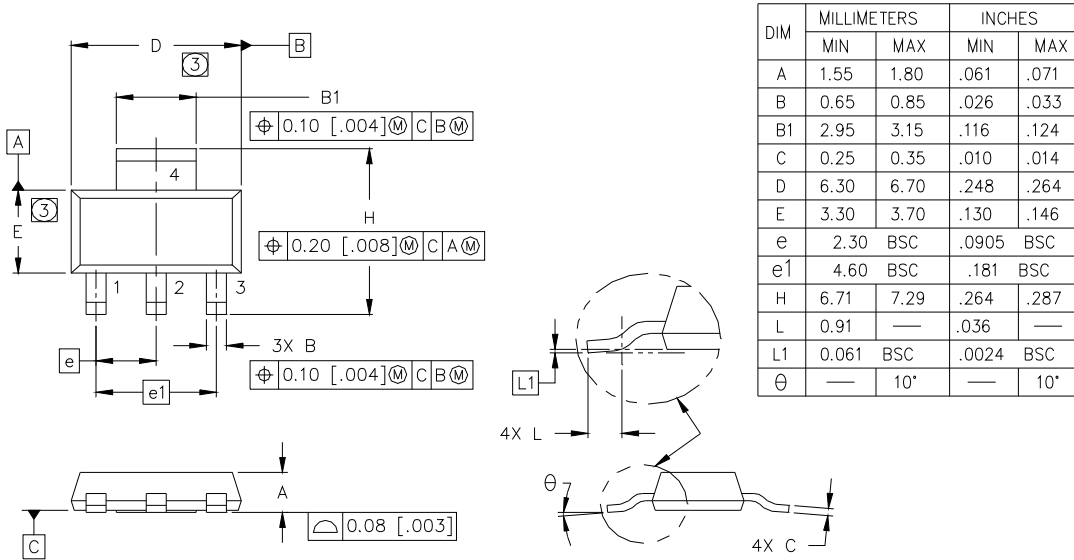 D
B
3
B1
⌖ 0.10 [.004] Ⓜ C B Ⓜ
A
4
3
E
H
⌖ 0.20 [.008] Ⓜ C A Ⓜ
1 2 3
e
3X B
⌖ 0.10 [.004] Ⓜ C B Ⓜ
e1
L1
4X L
A
⌓ 0.08 [.003]
C
θ
4X C
DIM MILLIMETERS INCHES
MIN MAX MIN MAX
A 1.55 1.80 .061 .071
B 0.65 0.85 .026 .033
B1 2.95 3.15 .116 .124
C 0.25 0.35 .010 .014
D 6.30 6.70 .248 .264
E 3.30 3.70 .130 .146
e 2.30 BSC .0905 BSC
e1 4.60 BSC .181 BSC
H 6.71 7.29 .264 .287
L 0.91 — .036 —
L1 0.061 BSC .0024 BSC
θ — 10° — 10°